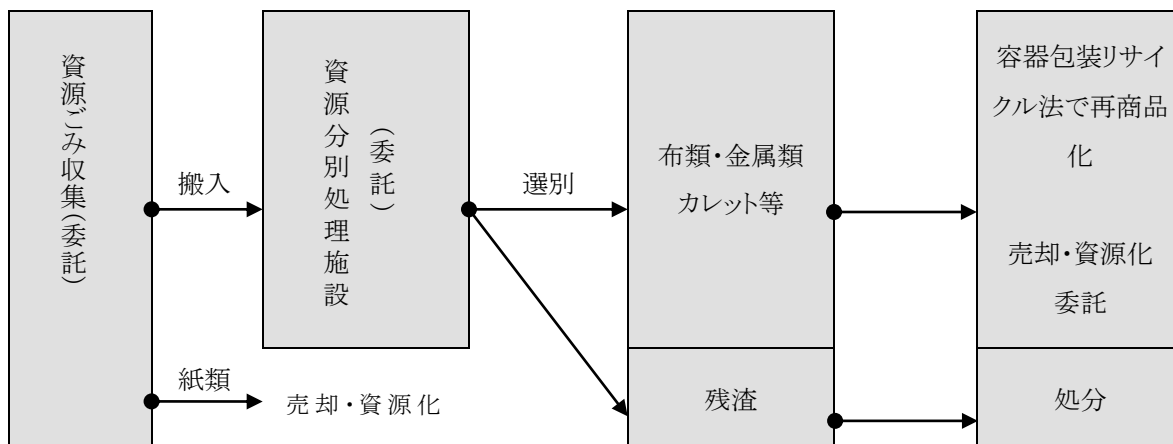 資源ごみ収集(委託)
搬入
紙類
資源分別処理施設
(委託)
売却・資源化
選別
布類・金属類
カレット等
残渣
容器包装リサイ
クル法で再商品
化
売却・資源化
委託
処分